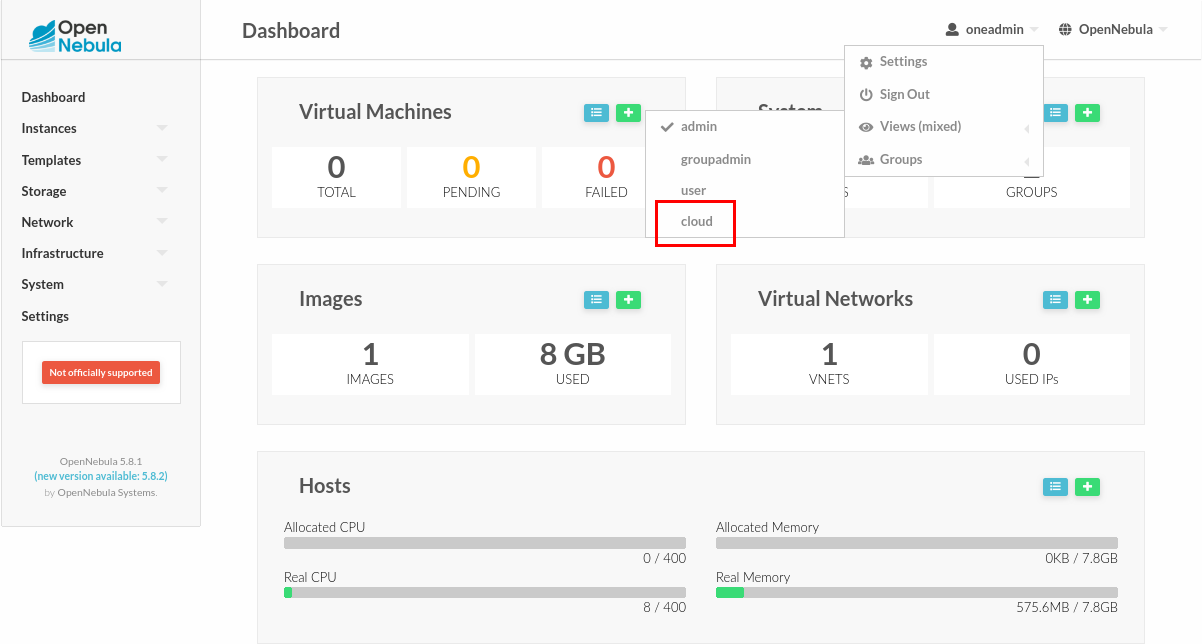 Open
Nebula
Dashboard
oneadmin
OpenNebula
Settings
Sign Out
Views (mixed)
Groups
admin
groupadmin
user
cloud
Dashboard
Instances
Templates
Storage
Network
Infrastructure
System
Settings
Not officially supported
OpenNebula 5.8.1
(new version available: 5.8.2)
by OpenNebula Systems.
Virtual Machines
0
TOTAL
0
PENDING
0
FAILED
System
GROUPS
Images
1
IMAGES
8 GB
USED
Virtual Networks
1
VNETS
0
USED IPs
Hosts
Allocated CPU
0 / 400
Real CPU
8 / 400
Allocated Memory
0KB / 7.8GB
Real Memory
575.6MB / 7.8GB